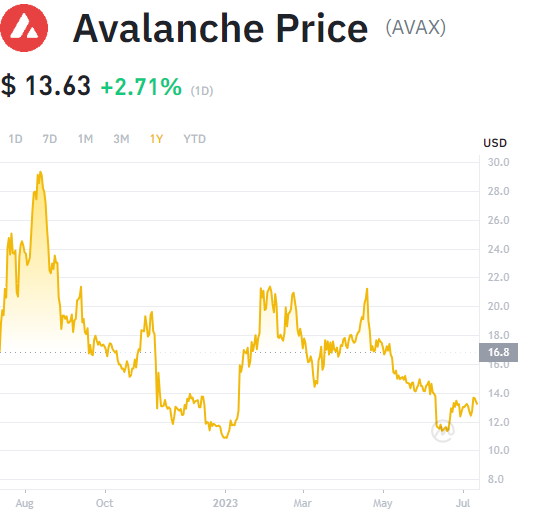 Avalanche Price (AVAX)
$ 13.63 +2.71% (1D)
1D 7D 1M 3M 1Y YTD
USD
30.0
28.0
26.0
24.0
22.0
20.0
18.0
16.8
16.0
14.0
12.0
10.0
8.0
Aug Oct 2023 Mar May Jul